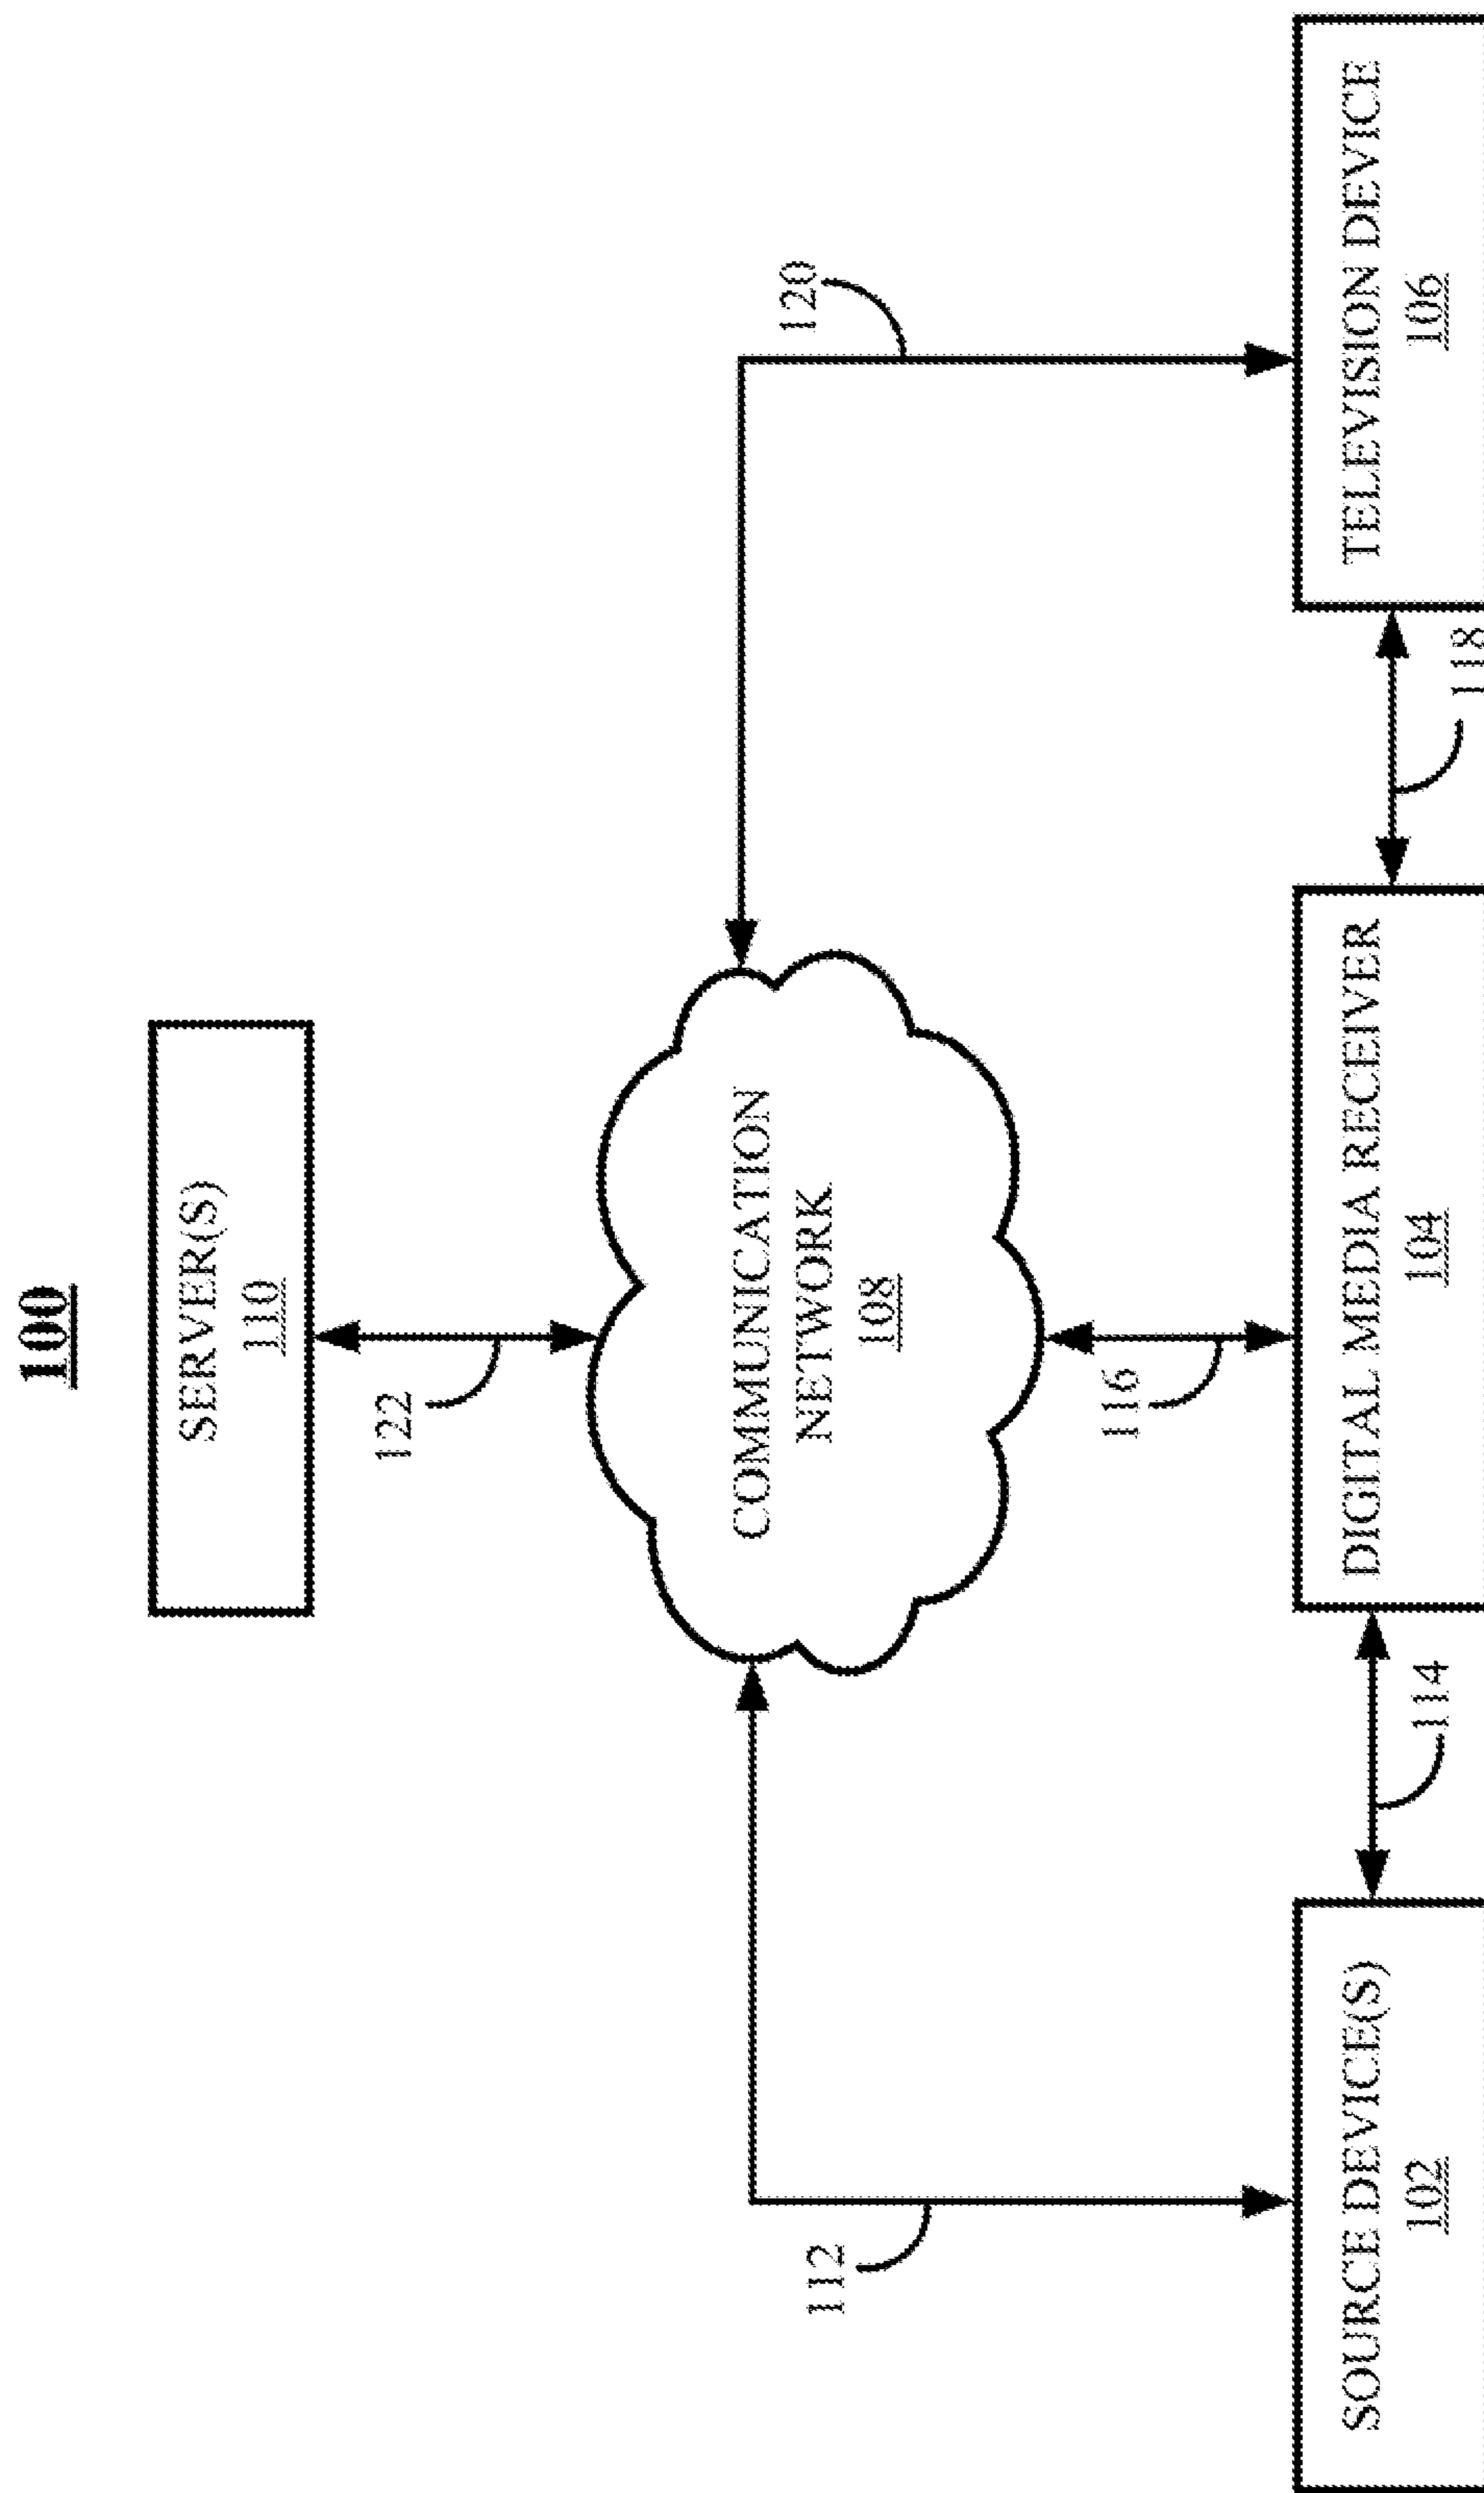 100
SERVER(S)
110
122
COMMUNICATION
NETWORK
108
112
120
116
SOURCE DEVICE(S)
102
114
DIGITAL MEDIA RECEIVER
104
118
TELEVISION DEVICE
106